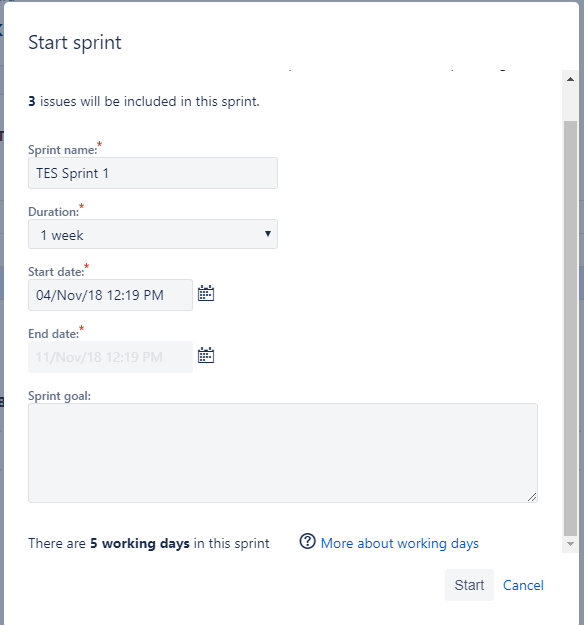 Start sprint
3 issues will be included in this sprint.
Sprint name:*
TES Sprint 1
Duration:*
1 week
Start date:*
04/Nov/18 12:19 PM
End date:*
11/Nov/18 12:19 PM
Sprint goal:
There are 5 working days in this sprint
More about working days
Start Cancel